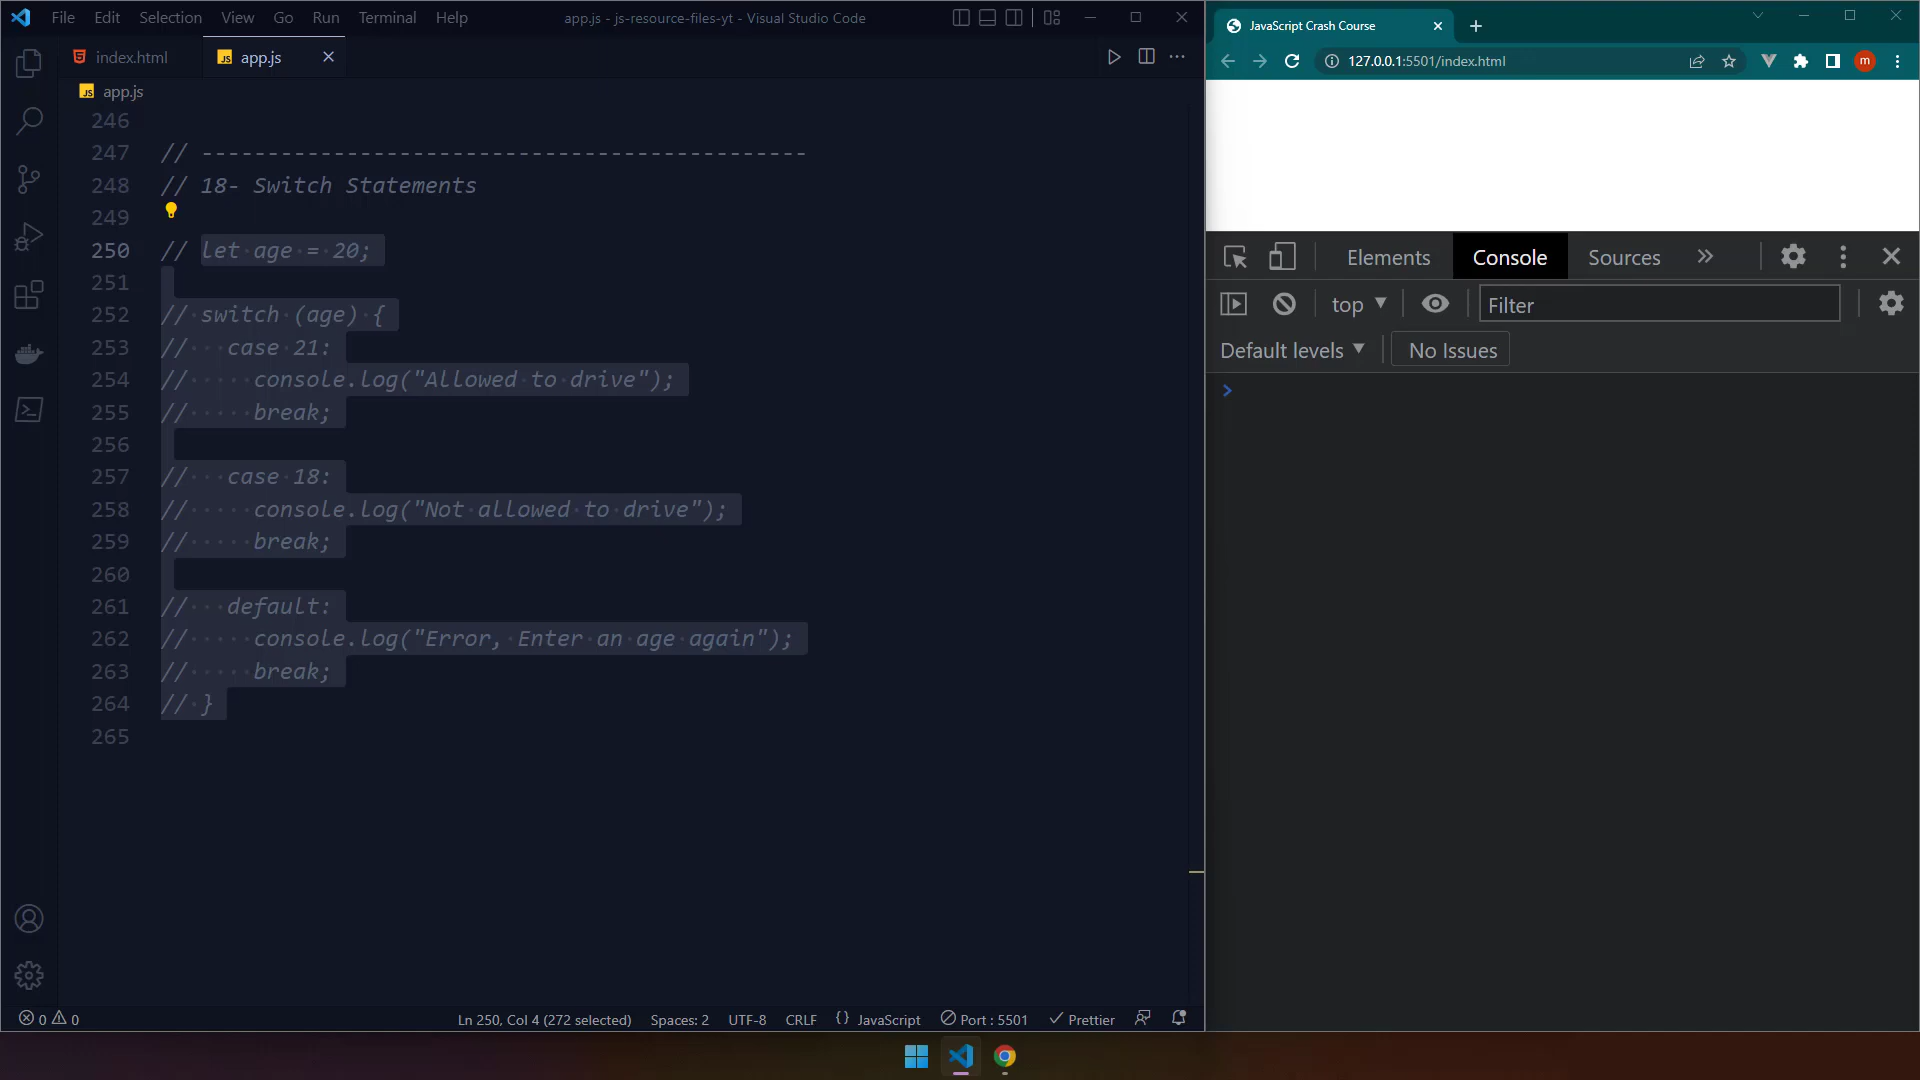 File Edit Selection View Go Run Terminal Help
app.js - js-resource-files-yt - Visual Studio Code
index.html
JS app.js
JS app.js
246
247 // ----------------------------------------------
248 // 18- Switch Statements
249
250 // let age = 20;
251
252 // switch (age) {
253 //   case 21:
254 //     console.log("Allowed to drive");
255 //     break;
256
257 //   case 18:
258 //     console.log("Not allowed to drive");
259 //     break;
260
261 //   default:
262 //     console.log("Error, Enter an age again");
263 //     break;
264 // }
265
0 0
Ln 250, Col 4 (272 selected) Spaces: 2 UTF-8 CRLF {} JavaScript Port : 5501 Prettier
JavaScript Crash Course
127.0.0.1:5501/index.html
m
Elements Console Sources
top Filter
Default levels No Issues